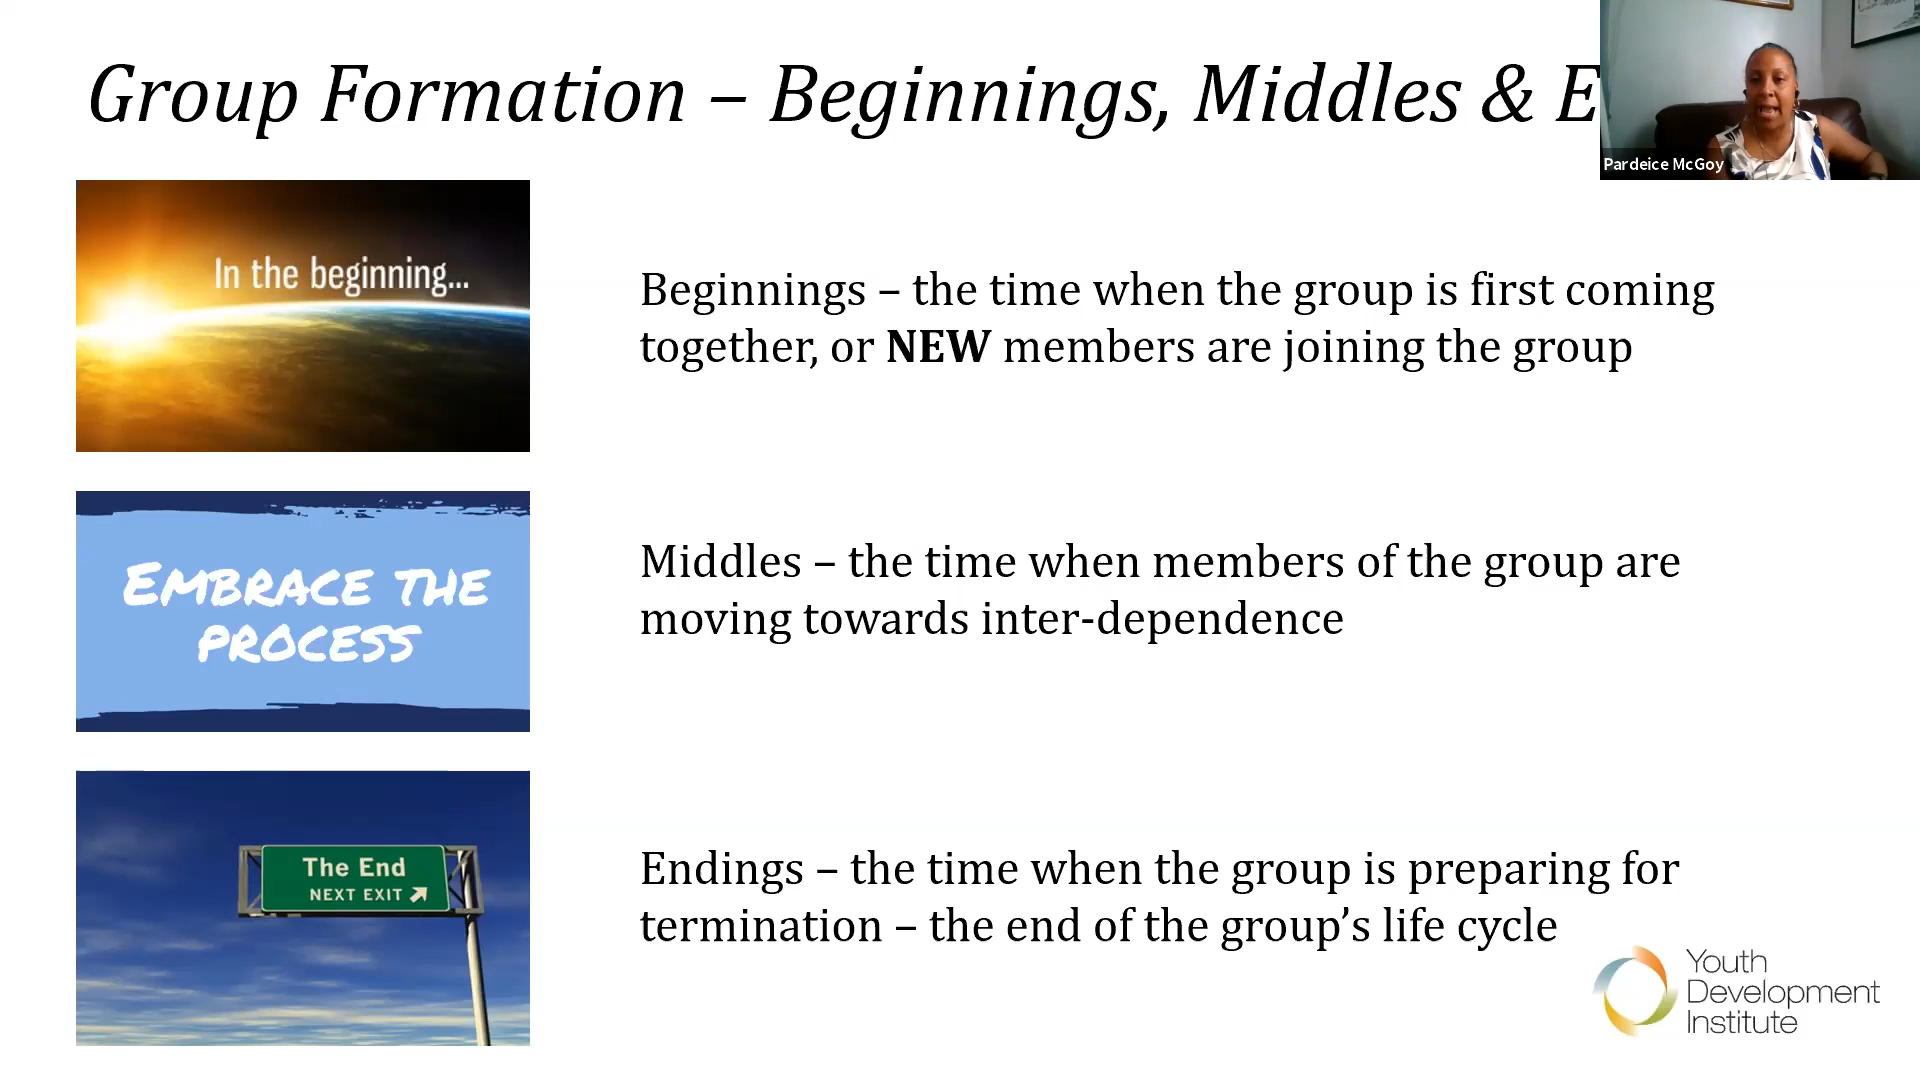 Group Formation – Beginnings, Middles & E
Pardeice McGoy
In the beginning...
Beginnings – the time when the group is first coming
together, or NEW members are joining the group
EMBRACE THE
PROCESS
Middles – the time when members of the group are
moving towards inter-dependence
The End
NEXT EXIT
Endings – the time when the group is preparing for
termination – the end of the group’s life cycle
Youth
Development
Institute